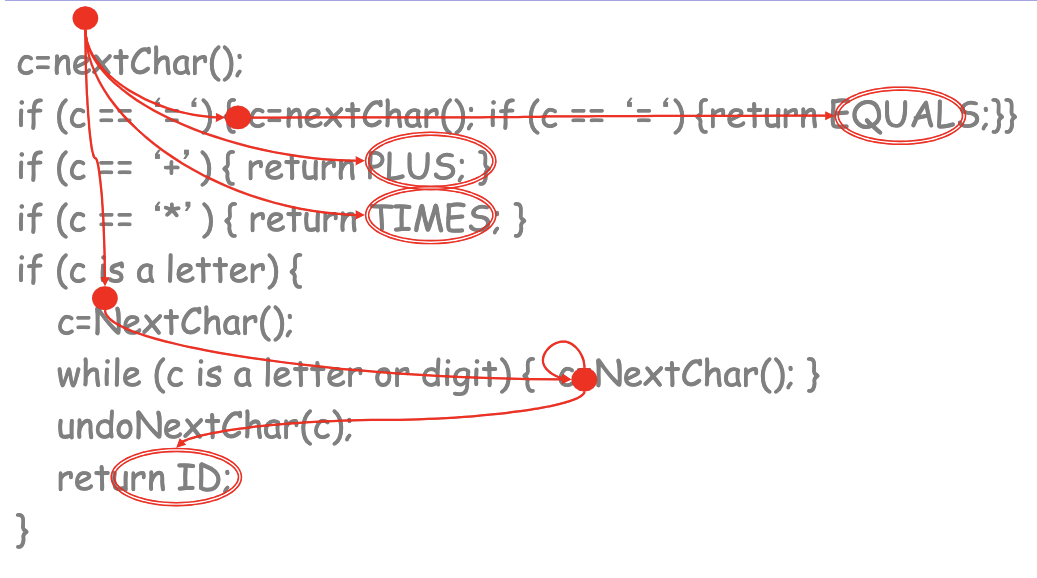 c=nextChar();
if (c == ‘=‘) { c=nextChar(); if (c == ‘=‘) {return EQUALS;}}
if (c == ‘+’) { return PLUS; }
if (c == ‘*’ ) { return TIMES; }
if (c is a letter) {
c=NextChar();
while (c is a letter or digit) { c=NextChar(); }
undoNextChar(c);
return ID;
}